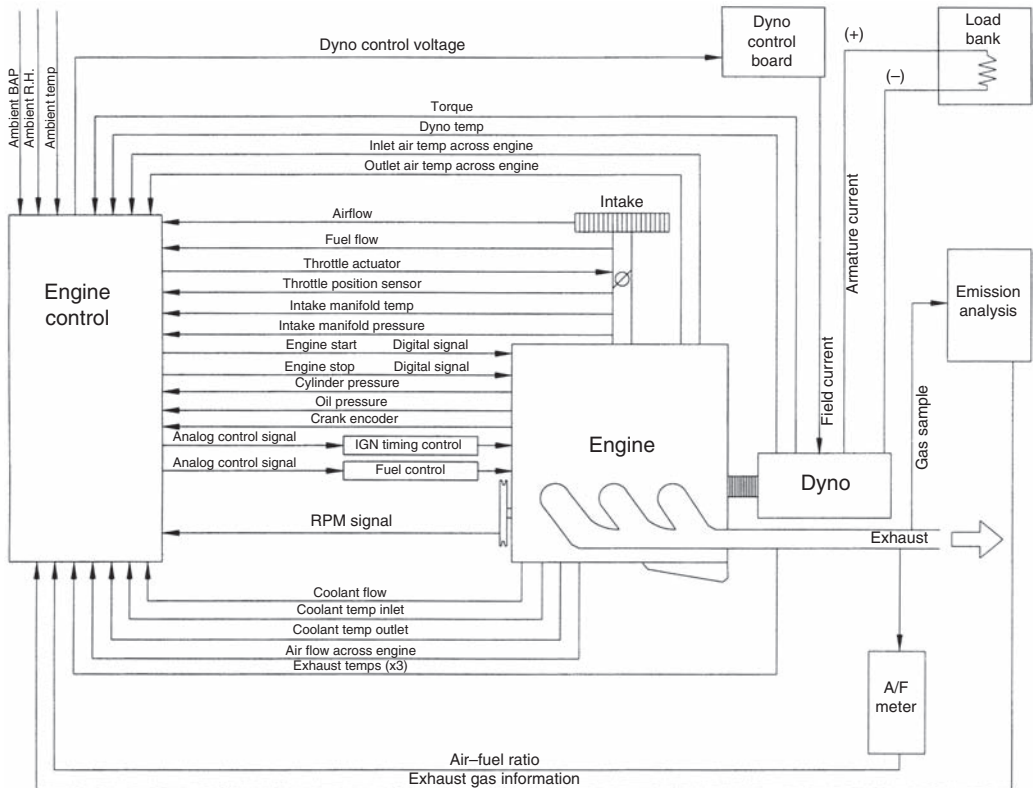 Ambient BAP
Ambient R.H.
Ambient temp
Dyno control voltage
Dyno
control
board
(+)
(–)
Load
bank
Torque
Dyno temp
Inlet air temp across engine
Outlet air temp across engine
Intake
Airflow
Fuel flow
Throttle actuator
Throttle position sensor
Intake manifold temp
Intake manifold pressure
Engine start Digital signal
Engine stop Digital signal
Cylinder pressure
Oil pressure
Crank encoder
Analog control signal
IGN timing control
Analog control signal
Fuel control
RPM signal
Engine
control
Engine
Dyno
Field current
Armature current
Gas sample
Emission
analysis
Exhaust
Coolant flow
Coolant temp inlet
Coolant temp outlet
Air flow across engine
Exhaust temps (x3)
A/F
meter
Air–fuel ratio
Exhaust gas information